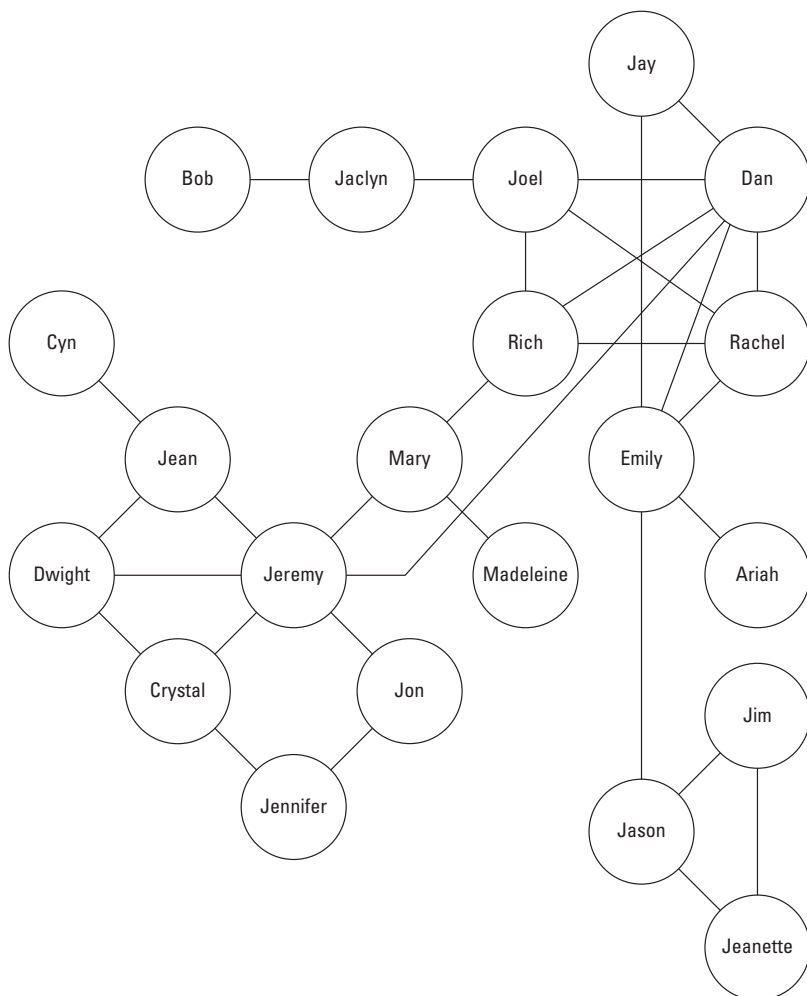 Jay
Bob
Jaclyn
Joel
Dan
Cyn
Rich
Rachel
Jean
Mary
Emily
Dwight
Jeremy
Madeleine
Ariah
Crystal
Jon
Jim
Jennifer
Jason
Jeanette